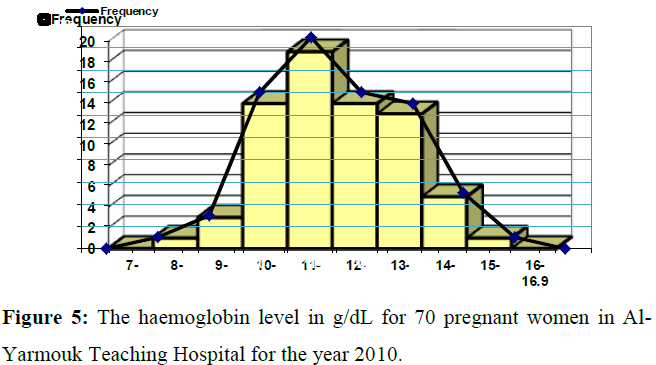 Frequency
Frequency
20
18
16
14
12
10
8
6
4
2
0
7- 8- 9- 10- 11- 12- 13- 14- 15- 16-
16.9
Figure 5: The haemoglobin level in g/dL for 70 pregnant women in Al-
Yarmouk Teaching Hospital for the year 2010.